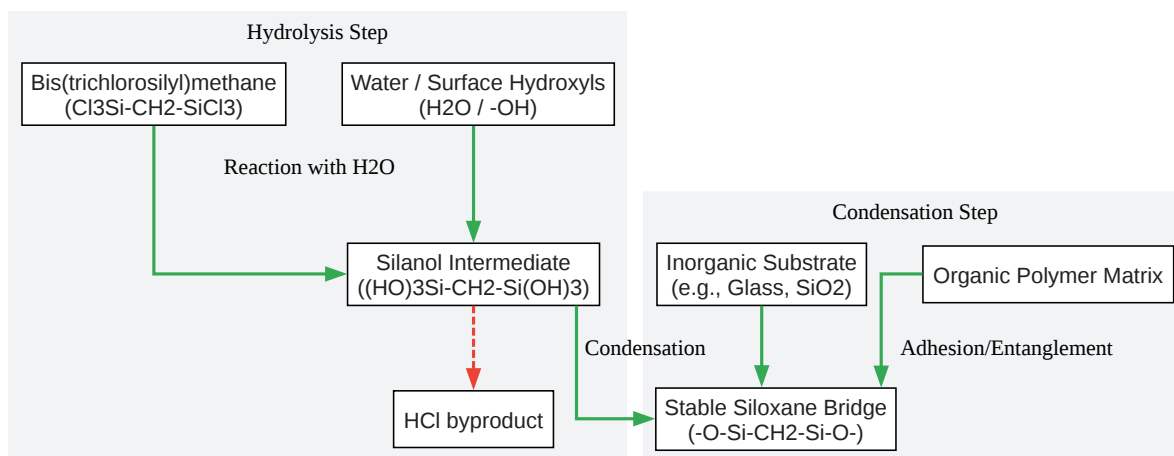 Hydrolysis Step
Bis(trichlorosilyl)methane
(Cl3Si-CH2-SiCl3)
Water / Surface Hydroxyls
(H2O / -OH)
Reaction with H2O
Condensation Step
Silanol Intermediate
((HO)3Si-CH2-Si(OH)3)
Inorganic Substrate
(e.g., Glass, SiO2)
Organic Polymer Matrix
Condensation
Adhesion/Entanglement
HCl byproduct
Stable Siloxane Bridge
(-O-Si-CH2-Si-O-)